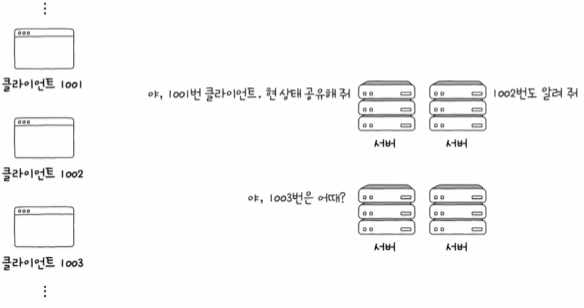 클라이언트 1001
야, 1001번 클라이언트. 현 상태 공유해 줘
1002번도 알려 줘
서버
서버
클라이언트 1002
야, 1003번은 어때?
서버
서버
클라이언트 1003